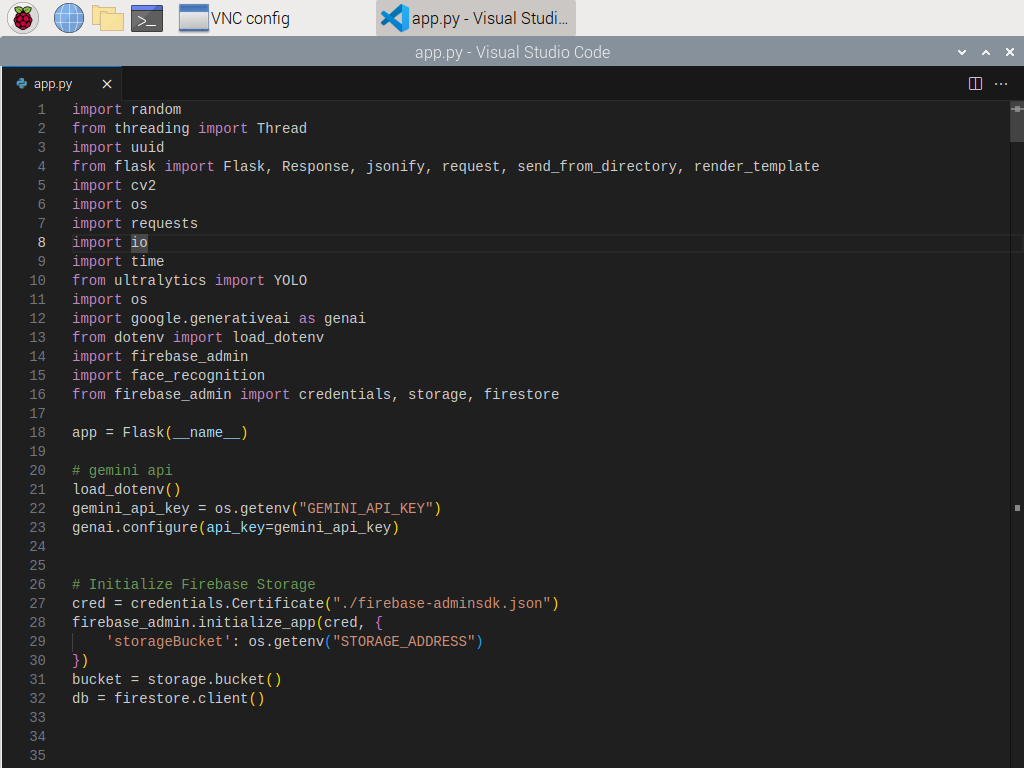 VNC config
app.py - Visual Studi...
app.py - Visual Studio Code
app.py
1 import random
2 from threading import Thread
3 import uuid
4 from flask import Flask, Response, jsonify, request, send_from_directory, render_template
5 import cv2
6 import os
7 import requests
8 import io
9 import time
10 from ultralytics import YOLO
11 import os
12 import google.generativeai as genai
13 from dotenv import load_dotenv
14 import firebase_admin
15 import face_recognition
16 from firebase_admin import credentials, storage, firestore
17
18 app = Flask(__name__)
19
20 # gemini api
21 load_dotenv()
22 gemini_api_key = os.getenv("GEMINI_API_KEY")
23 genai.configure(api_key=gemini_api_key)
24
25
26 # Initialize Firebase Storage
27 cred = credentials.Certificate("./firebase-adminsdk.json")
28 firebase_admin.initialize_app(cred, {
29     'storageBucket': os.getenv("STORAGE_ADDRESS")
30 })
31 bucket = storage.bucket()
32 db = firestore.client()
33
34
35